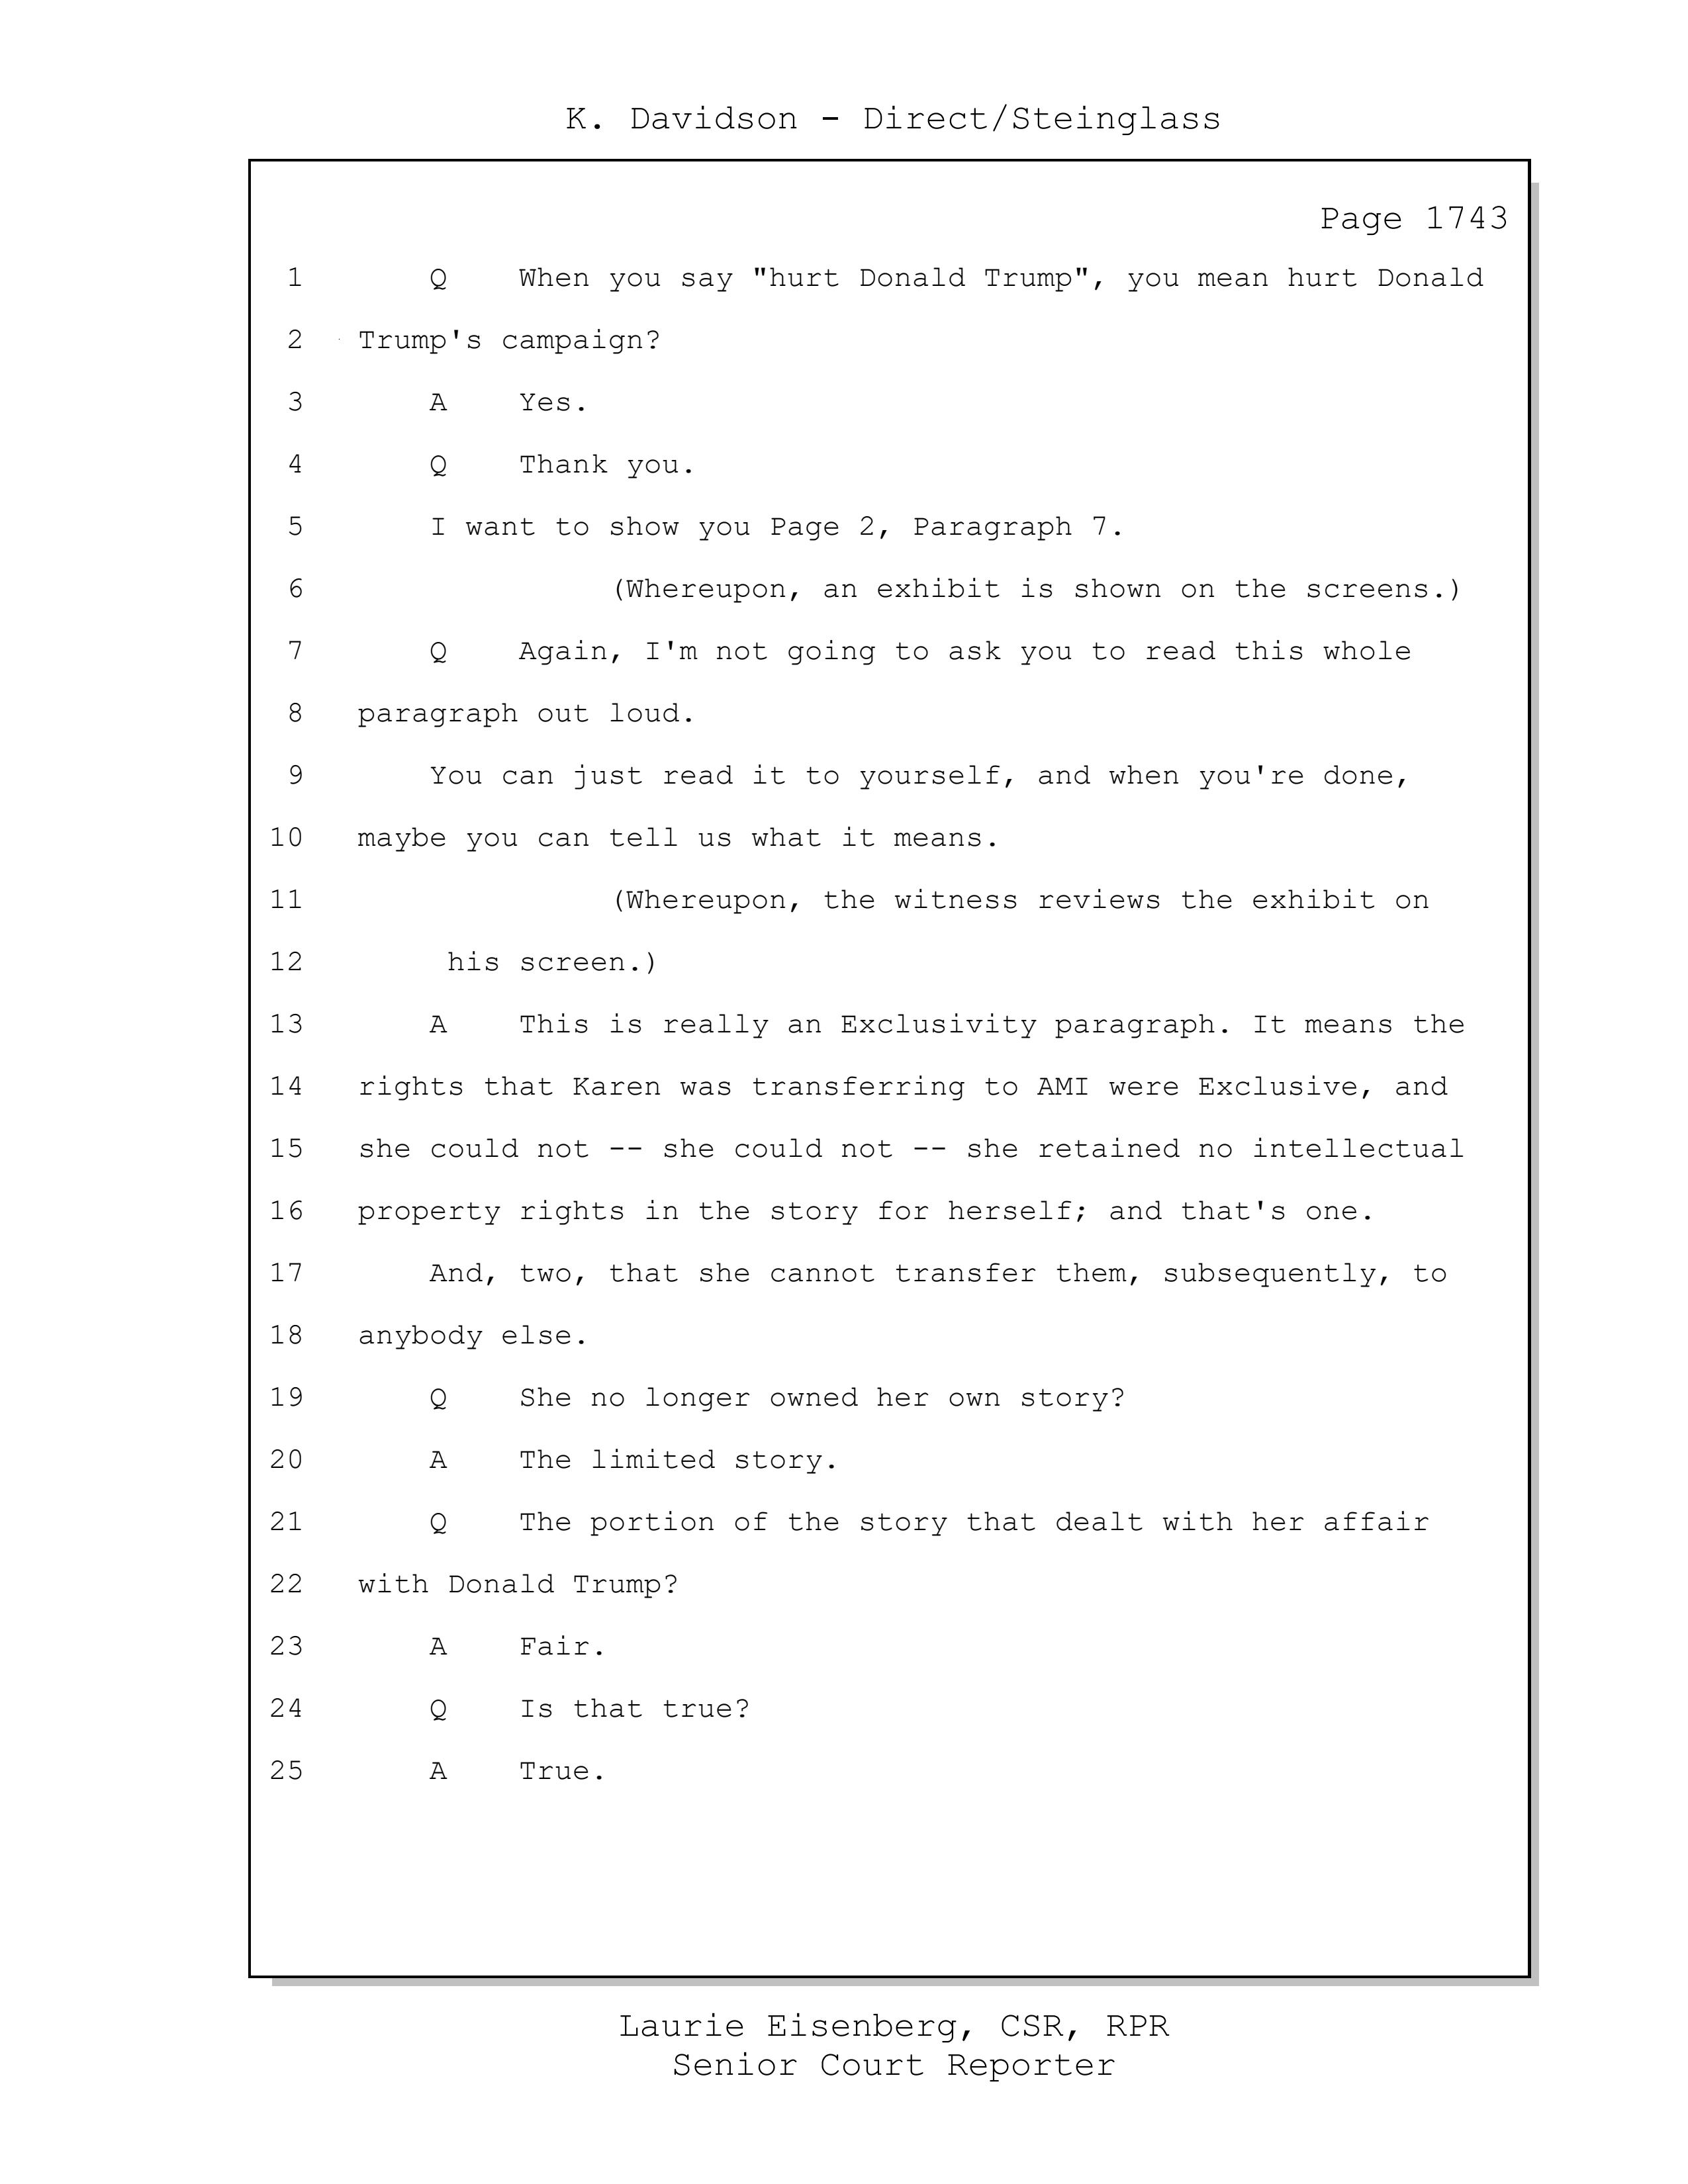 K. Davidson - Direct/Steinglass
Page 1743
1 Q When you say "hurt Donald Trump", you mean hurt Donald
2 Trump's campaign?
3 A Yes.
4 Q Thank you.
5 I want to show you Page 2, Paragraph 7.
6 (Whereupon, an exhibit is shown on the screens.)
7 Q Again, I'm not going to ask you to read this whole
8 paragraph out loud.
9 You can just read it to yourself, and when you're done,
10 maybe you can tell us what it means.
11 (Whereupon, the witness reviews the exhibit on
12 his screen.)
13 A This is really an Exclusivity paragraph. It means the
14 rights that Karen was transferring to AMI were Exclusive, and
15 she could not -- she could not -- she retained no intellectual
16 property rights in the story for herself; and that's one.
17 And, two, that she cannot transfer them, subsequently, to
18 anybody else.
19 Q She no longer owned her own story?
20 A The limited story.
21 Q The portion of the story that dealt with her affair
22 with Donald Trump?
23 A Fair.
24 Q Is that true?
25 A True.
Laurie Eisenberg, CSR, RPR
Senior Court Reporter